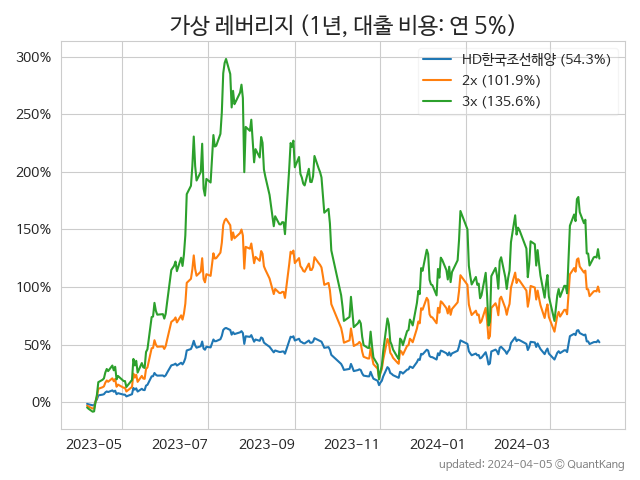 가상 레버리지 (1년, 대출 비용: 연 5%)
HD한국조선해양 (54.3%)
2x (101.9%)
3x (135.6%)
300%
250%
200%
150%
100%
50%
0%
2023-05 2023-07 2023-09 2023-11 2024-01 2024-03
updated: 2024-04-05 © QuantKang